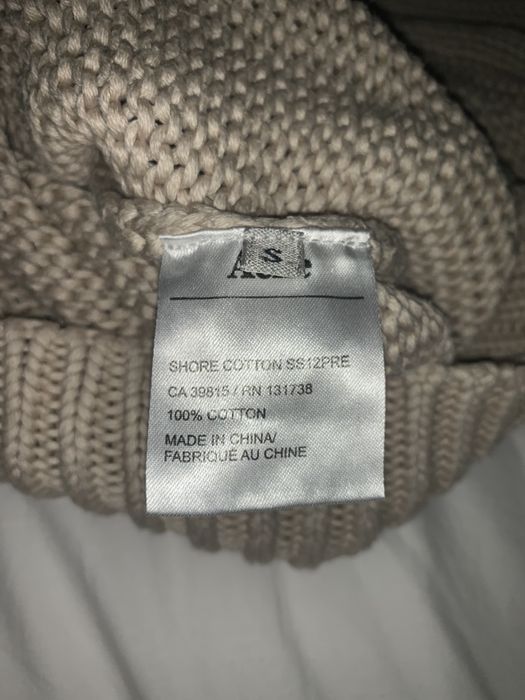 S
SHORE COTTON SS12PRE
CA 39815 / RN 131738
100% COTTON
MADE IN CHINA/
FABRIQUÉ AU CHINE